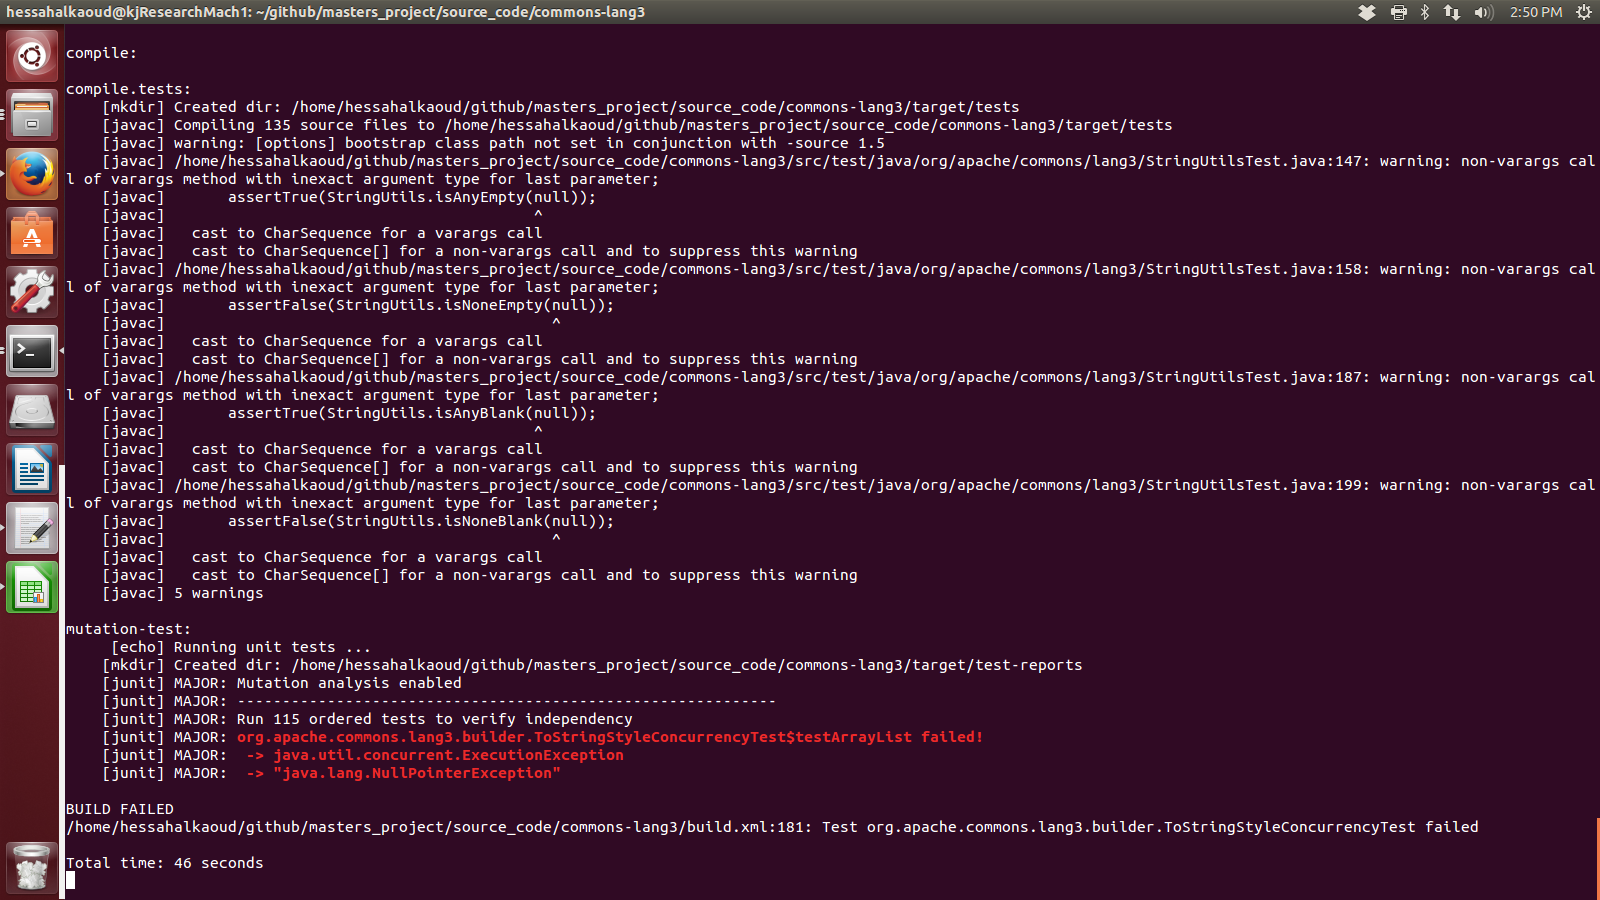 hessahalkaoud@kjResearchMach1: ~/github/masters_project/source_code/commons-lang3
2:50 PM
compile:
compile.tests:
[mkdir] Created dir: /home/hessahalkaoud/github/masters_project/source_code/commons-lang3/target/tests
[javac] Compiling 135 source files to /home/hessahalkaoud/github/masters_project/source_code/commons-lang3/target/tests
[javac] warning: [options] bootstrap class path not set in conjunction with -source 1.5
[javac] /home/hessahalkaoud/github/masters_project/source_code/commons-lang3/src/test/java/org/apache/commons/lang3/StringUtilsTest.java:147: warning: non-varargs cal
l of varargs method with inexact argument type for last parameter;
[javac]       assertTrue(StringUtils.isAnyEmpty(null));
[javac]                                         ^
[javac]   cast to CharSequence for a varargs call
[javac]   cast to CharSequence[] for a non-varargs call and to suppress this warning
[javac] /home/hessahalkaoud/github/masters_project/source_code/commons-lang3/src/test/java/org/apache/commons/lang3/StringUtilsTest.java:158: warning: non-varargs cal
l of varargs method with inexact argument type for last parameter;
[javac]       assertFalse(StringUtils.isNoneEmpty(null));
[javac]                                           ^
[javac]   cast to CharSequence for a varargs call
[javac]   cast to CharSequence[] for a non-varargs call and to suppress this warning
[javac] /home/hessahalkaoud/github/masters_project/source_code/commons-lang3/src/test/java/org/apache/commons/lang3/StringUtilsTest.java:187: warning: non-varargs cal
l of varargs method with inexact argument type for last parameter;
[javac]       assertTrue(StringUtils.isAnyBlank(null));
[javac]                                         ^
[javac]   cast to CharSequence for a varargs call
[javac]   cast to CharSequence[] for a non-varargs call and to suppress this warning
[javac] /home/hessahalkaoud/github/masters_project/source_code/commons-lang3/src/test/java/org/apache/commons/lang3/StringUtilsTest.java:199: warning: non-varargs cal
l of varargs method with inexact argument type for last parameter;
[javac]       assertFalse(StringUtils.isNoneBlank(null));
[javac]                                           ^
[javac]   cast to CharSequence for a varargs call
[javac]   cast to CharSequence[] for a non-varargs call and to suppress this warning
[javac] 5 warnings
mutation-test:
[echo] Running unit tests ...
[mkdir] Created dir: /home/hessahalkaoud/github/masters_project/source_code/commons-lang3/target/test-reports
[junit] MAJOR: Mutation analysis enabled
[junit] MAJOR: ------------------------------------------------------------
[junit] MAJOR: Run 115 ordered tests to verify independency
[junit] MAJOR: org.apache.commons.lang3.builder.ToStringStyleConcurrencyTest$testArrayList failed!
[junit] MAJOR:  -> java.util.concurrent.ExecutionException
[junit] MAJOR:  -> "java.lang.NullPointerException"
BUILD FAILED
/home/hessahalkaoud/github/masters_project/source_code/commons-lang3/build.xml:181: Test org.apache.commons.lang3.builder.ToStringStyleConcurrencyTest failed
Total time: 46 seconds